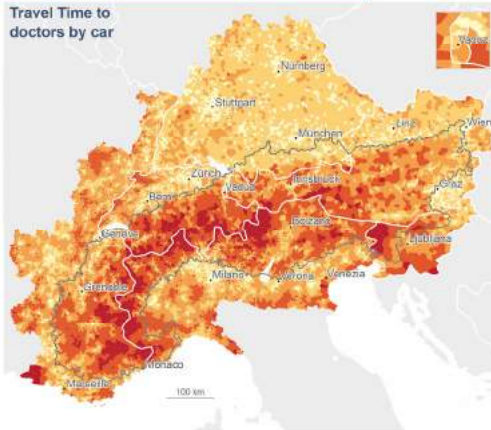 Travel Time to
doctors by car
Vaduz
Nürnberg
Stuttgart
Linz
Wien
München
Zürich
Innsbruck
Vaduz
Bern
Graz
Bolzano
Genève
Ljubljana
Milano
Verona
Venezia
Grenoble
Monaco
Marseille
100 km